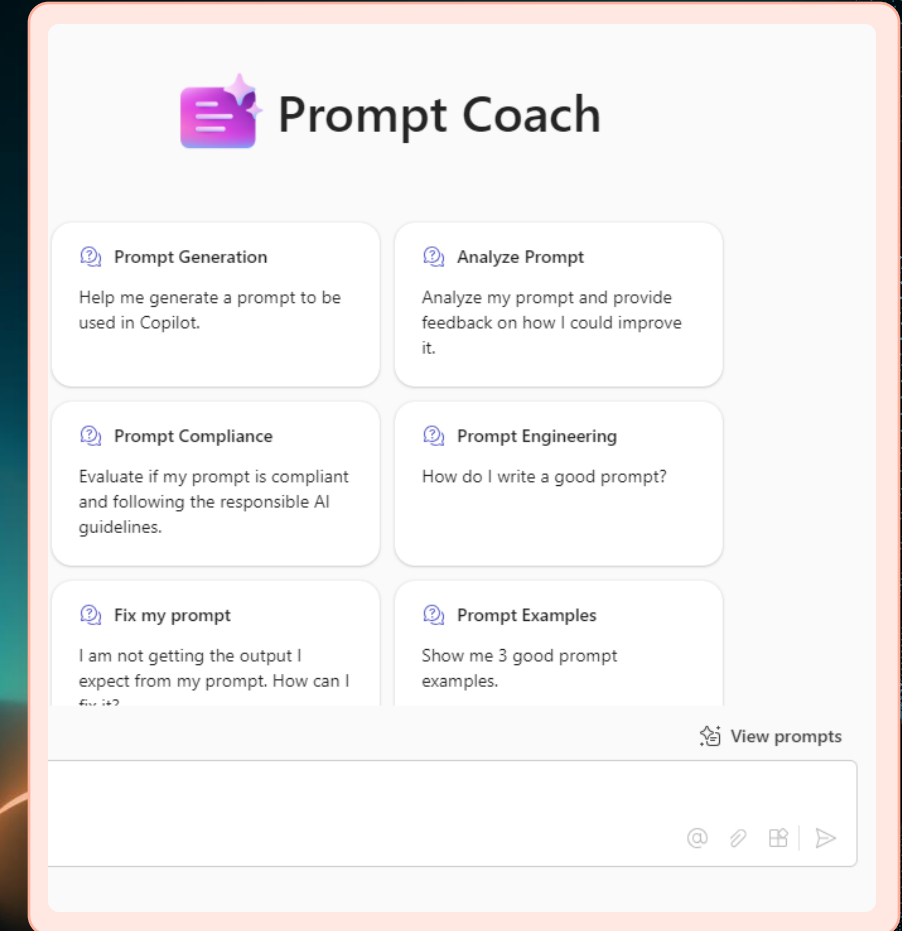 Prompt Coach
Prompt Generation
Help me generate a prompt to be
used in Copilot.
Analyze Prompt
Analyze my prompt and provide
feedback on how I could improve
it.
Prompt Compliance
Evaluate if my prompt is compliant
and following the responsible AI
guidelines.
Prompt Engineering
How do I write a good prompt?
Fix my prompt
I am not getting the output I
expect from my prompt. How can I
fix it?
Prompt Examples
Show me 3 good prompt
examples.
View prompts